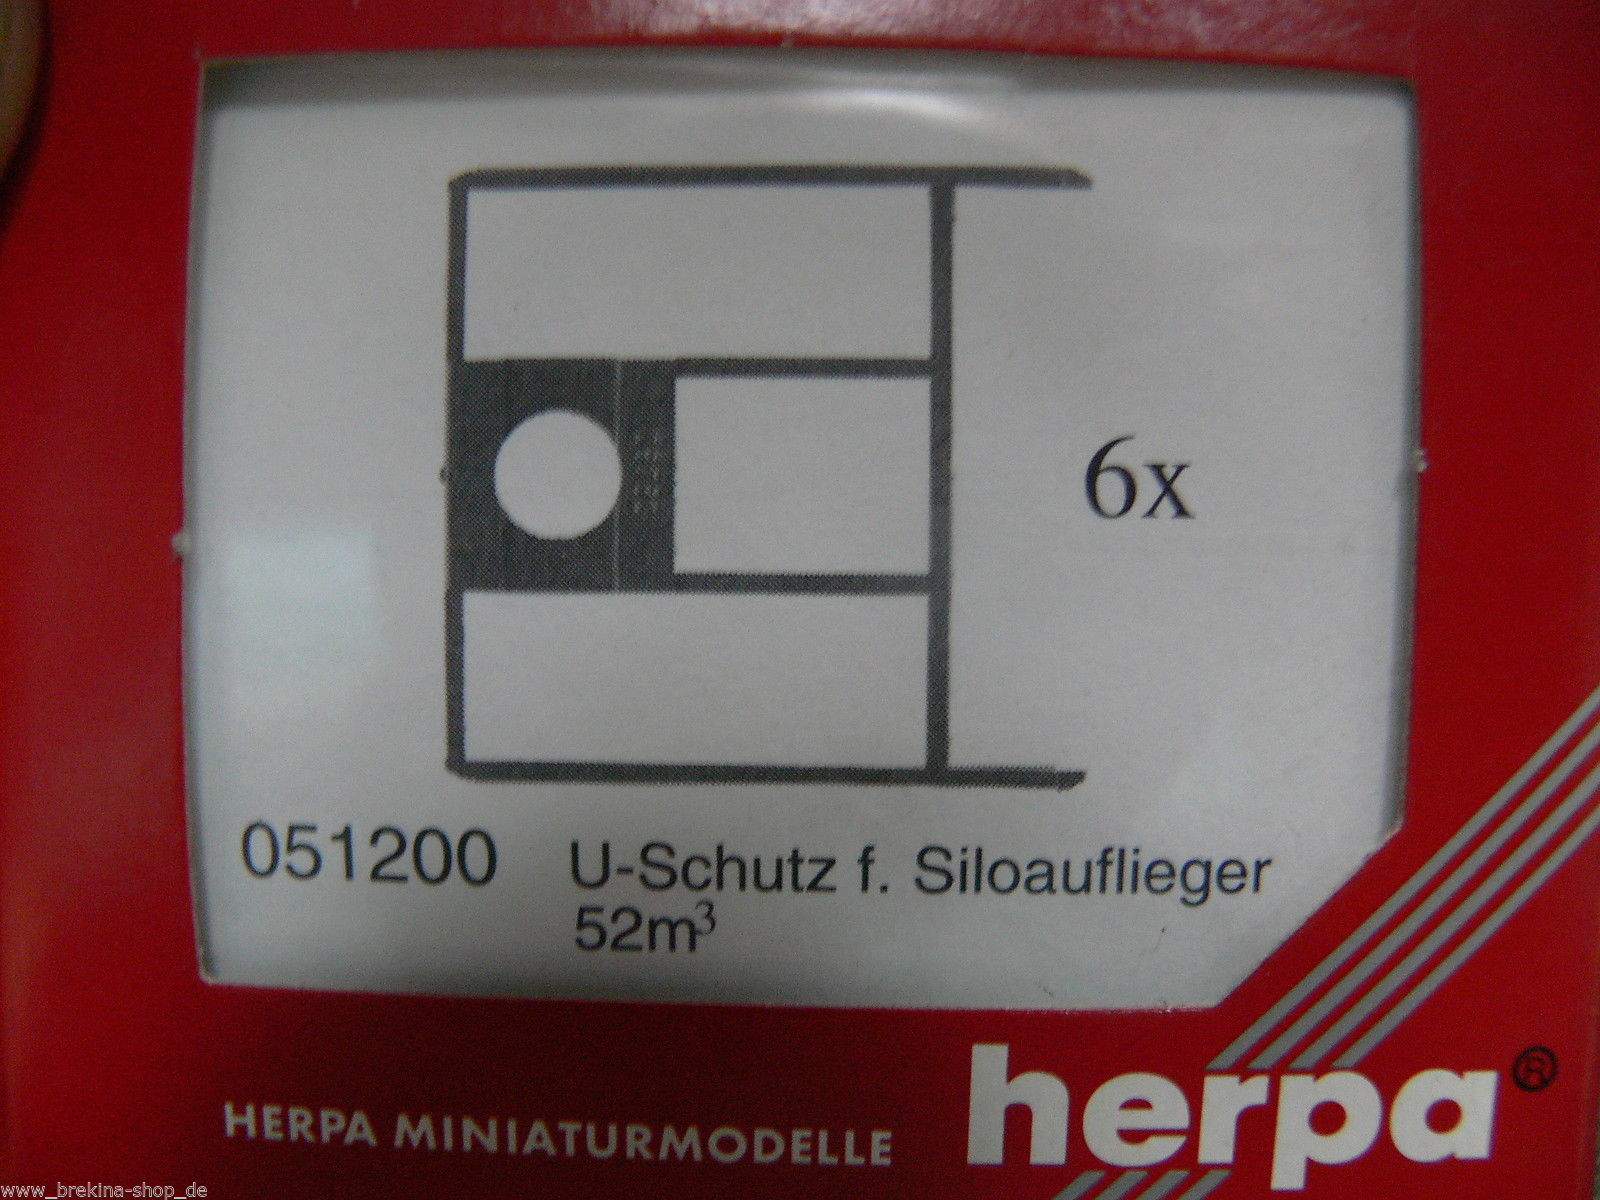 6x
051200 U-Schutz f. Siloauflieger
52m³
HERPA MINIATURMODELLE
herpa®
www_brekina-shop_de